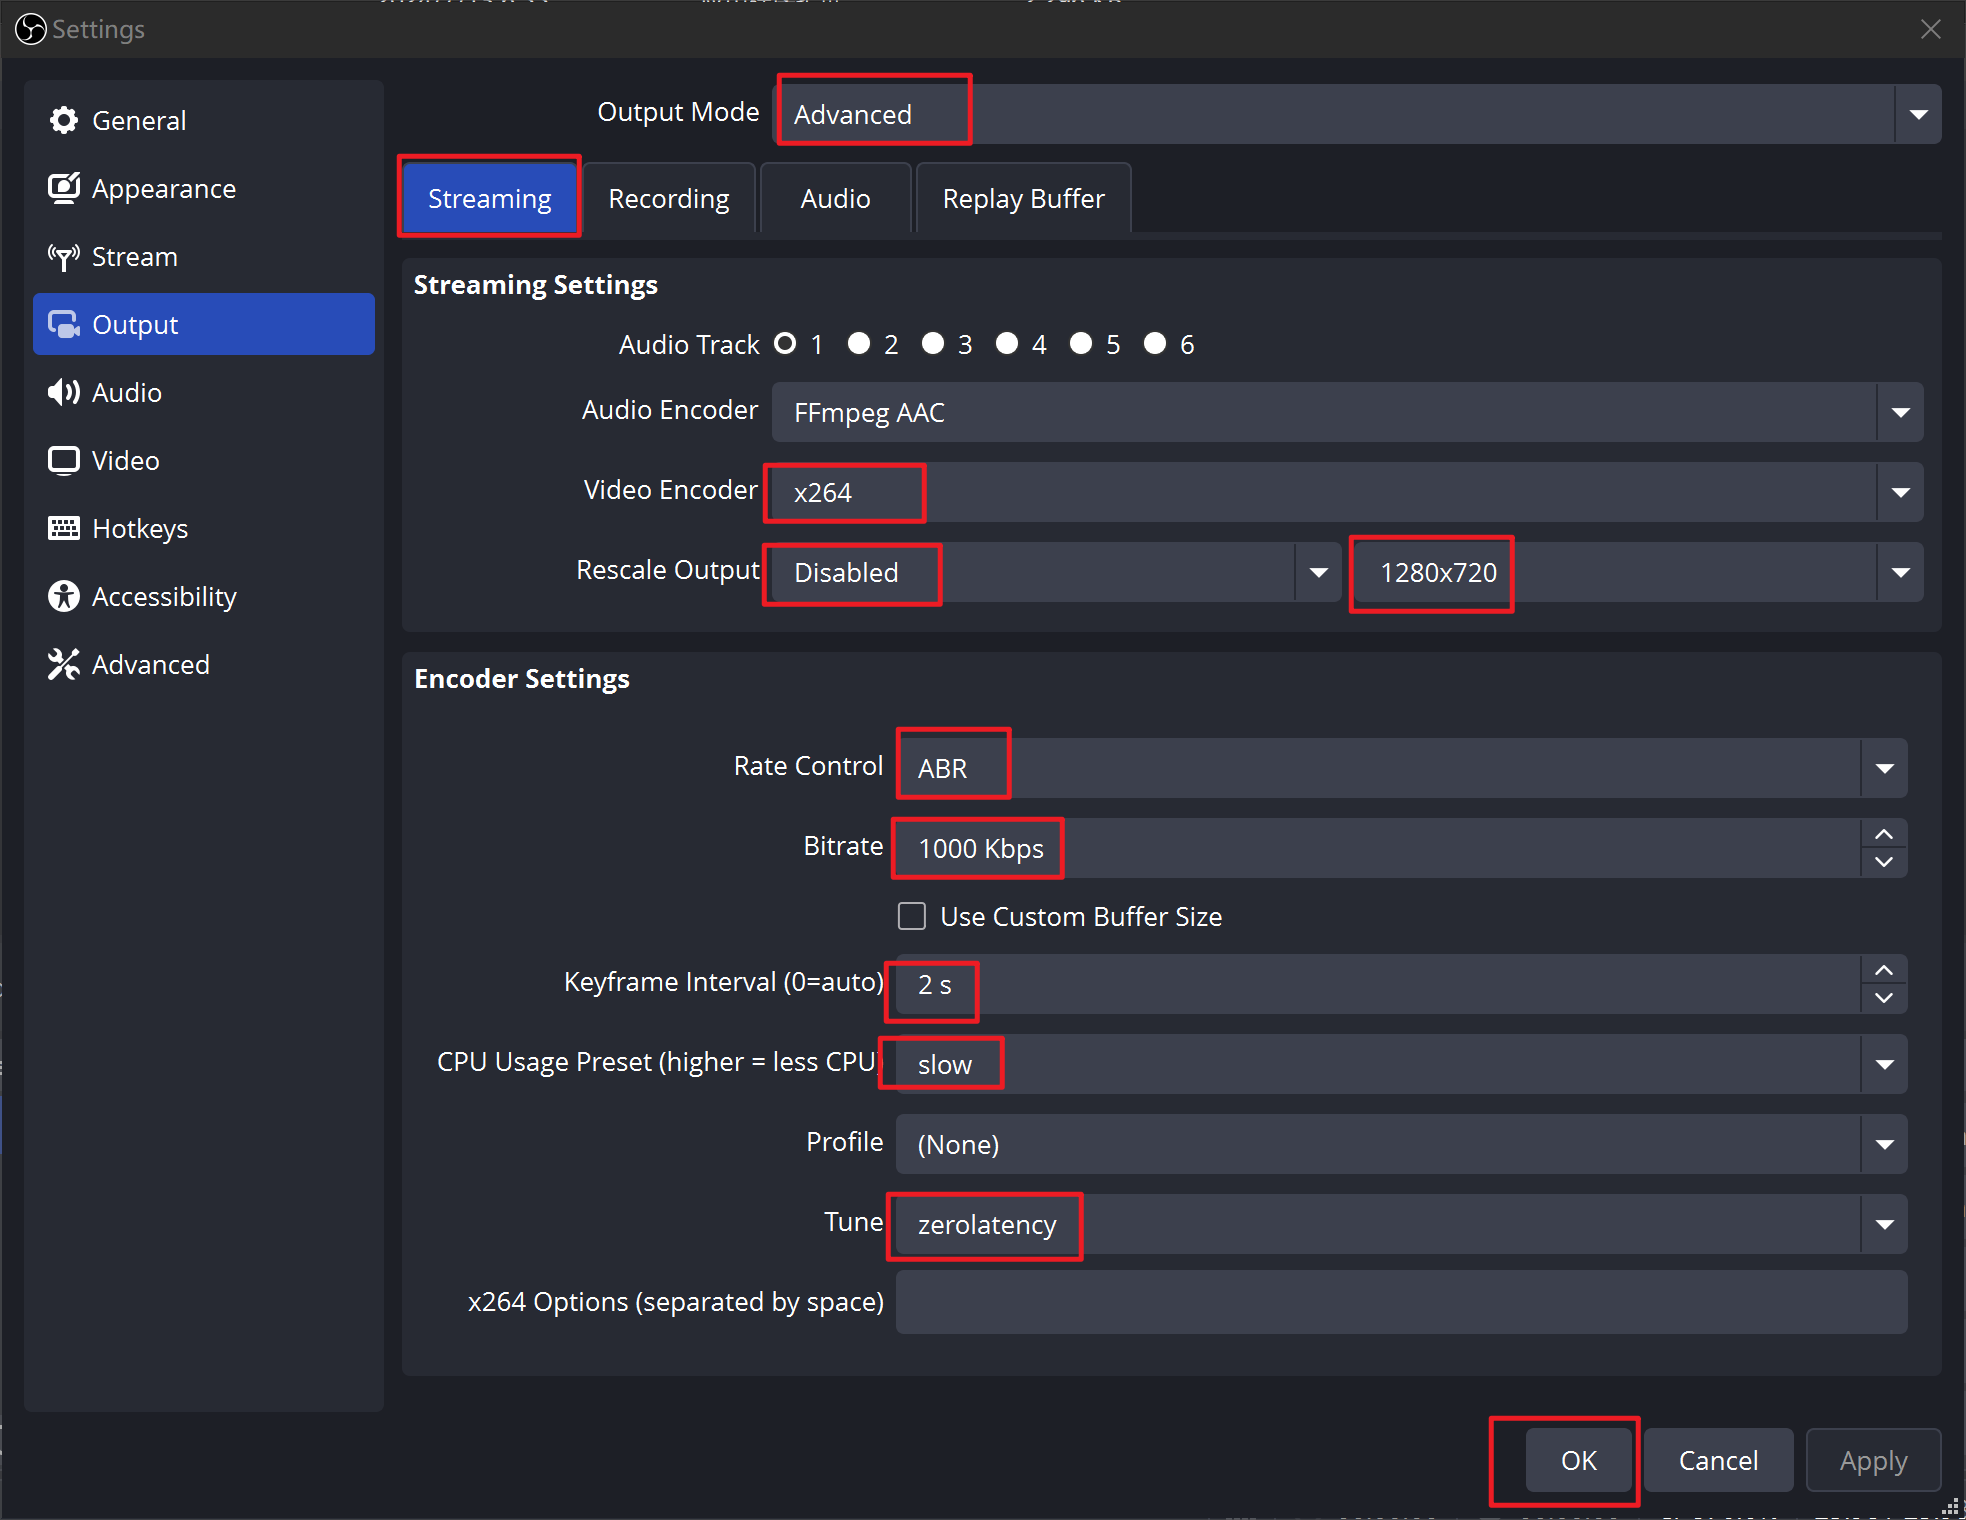 Settings
General
Appearance
Stream
Output
Audio
Video
Hotkeys
Accessibility
Advanced
Output Mode Advanced
Streaming Recording Audio Replay Buffer
Streaming Settings
Audio Track 1 2 3 4 5 6
Audio Encoder FFmpeg AAC
Video Encoder x264
Rescale Output Disabled 1280x720
Encoder Settings
Rate Control ABR
Bitrate 1000 Kbps
Use Custom Buffer Size
Keyframe Interval (0=auto) 2 s
CPU Usage Preset (higher = less CPU) slow
Profile (None)
Tune zerolatency
x264 Options (separated by space)
OK Cancel Apply